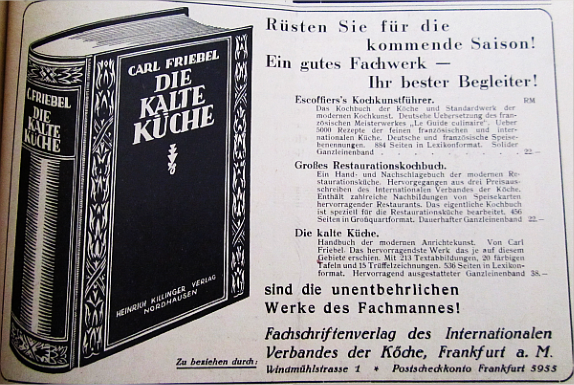 C. FRIEBEL
DIE
KALTE
KÜCHE
CARL FRIEBEL
DIE
KALTE
KÜCHE
HEINRICH KILLINGER VERLAG
NORDHAUSEN
Rüsten Sie für die
kommende Saison!
Ein gutes Fachwerk —
Ihr bester Begleiter!
Escoffiers's Kochkunstführer. RM
Das Kochbuch der Köche und Standardwerk der
modernen Kochkunst. Deutsche Uebersetzung des fran-
zösischen Meisterwerkes „Le Guide culinaire". Ueber
5000 Rezepte der feinen französischen und inter-
nationalen Küche. Deutsche und französische Speise-
benennungen. 884 Seiten in Lexikonformat. Solider
Ganzleinenband . . . . . . . . . . 22.—
Großes Restaurationskochbuch.
Ein Hand- und Nachschlagebuch der modernen Re-
staurationsküche. Hervorgegangen aus drei Preisaus-
schreiben des Internationalen Verbandes der Köche.
Enthält zahlreiche Nachbildungen von Speisekarten
hervorragender Restaurants. Das eigentliche Kochbuch
ist speziell für die Restaurationsküche bearbeitet. 456
Seiten in Großquartformat. Dauerhafter Ganzleinenband 22.—
Die kalte Küche.
Handbuch der modernen Anrichtekunst. Von Carl
Friebel. Das hervorragendste Werk das je auf diesem
Gebiete erschien. Mit 213 Textabbildungen, 20 farbigen
Tafeln und 15 Trüffelzeichnungen. 536 Seiten in Lexikon-
format. Hervorragend ausgestatteter Ganzleinenband 38.—
sind die unentbehrlichen
Werke des Fachmannes!
Zu beziehen durch:
Fachschriftenverlag des Internationalen
Verbandes der Köche, Frankfurt a. M.
Windmühlstrasse 1 * Postscheckkonto Frankfurt 5955